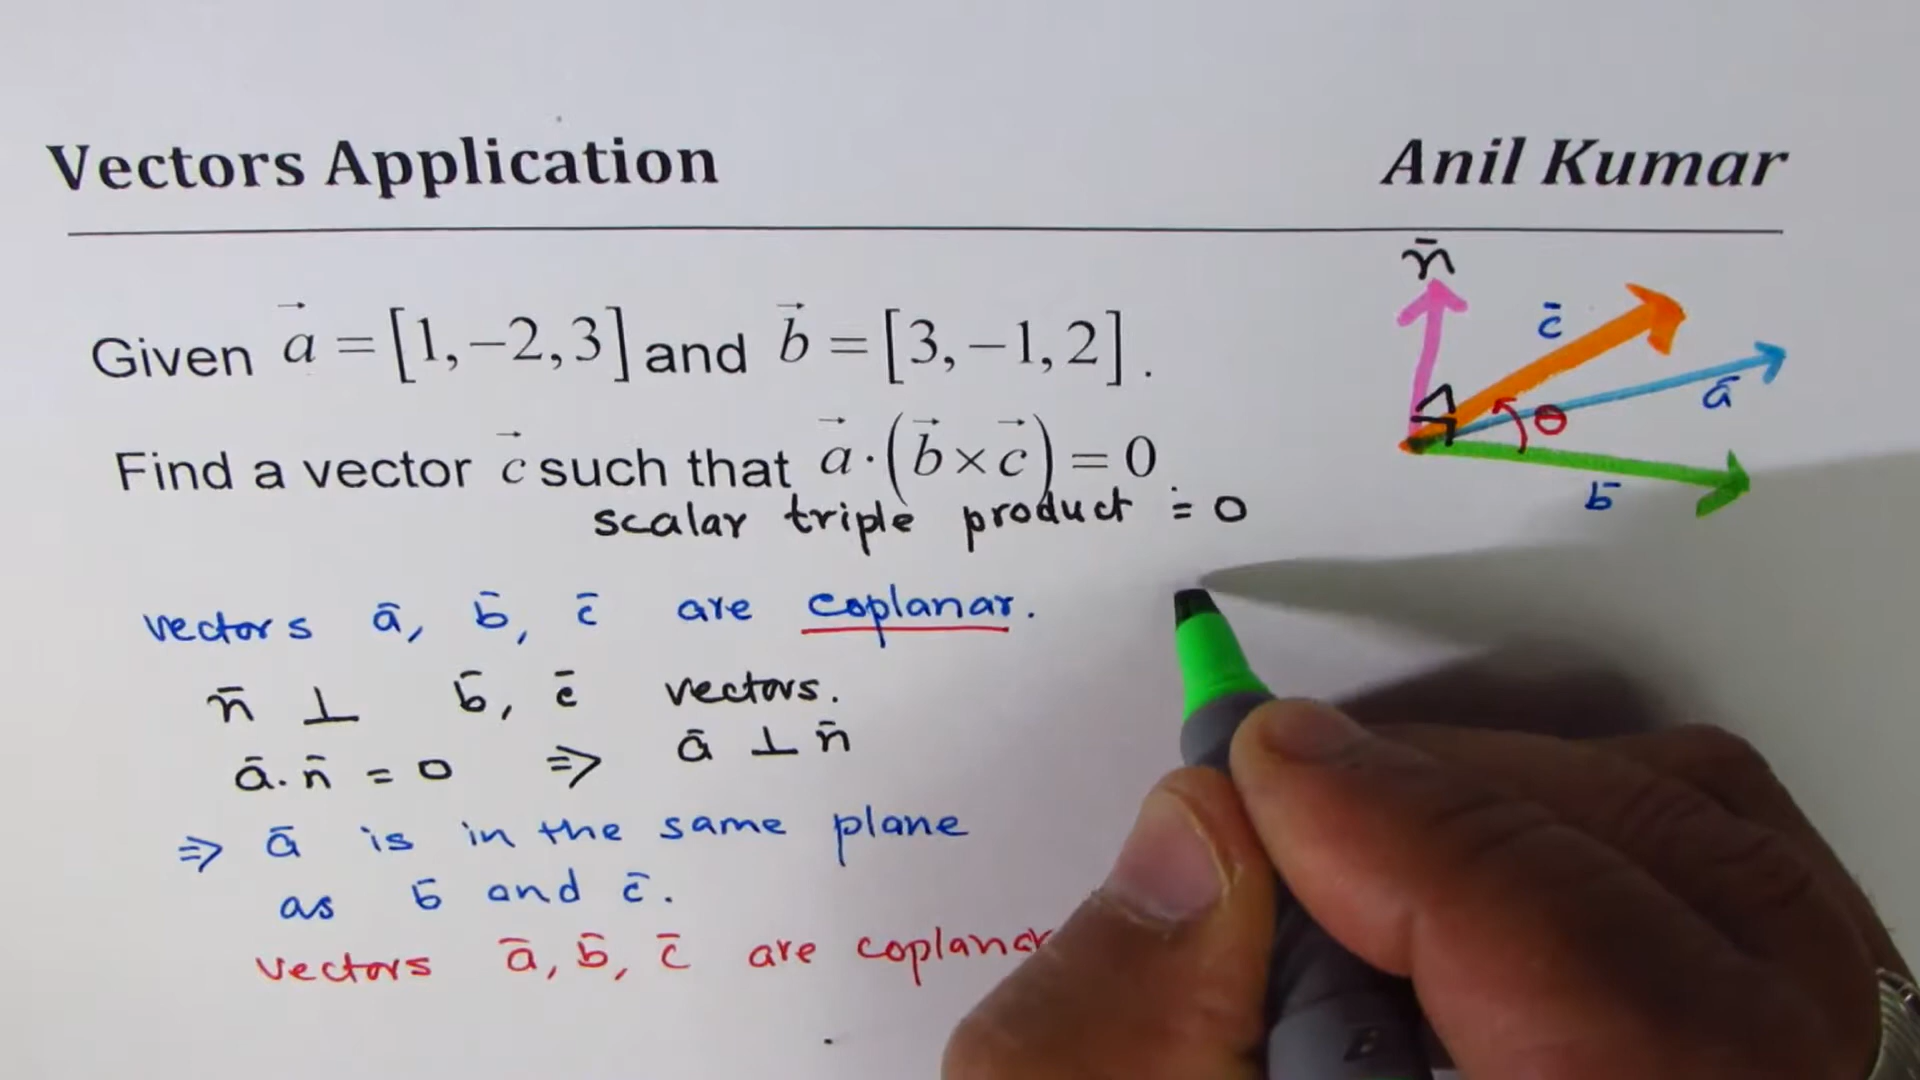 Vectors Application Anil Kumar
Given a⃗ = [1, −2, 3] and b⃗ = [3, −1, 2].
Find a vector c⃗ such that a⃗ · (b⃗ × c⃗) = 0
scalar triple product = 0
n̄
c̄
ā
θ
b̄
vectors ā, b̄, c̄ are coplanar.
n̄ ⊥ b̄, c̄ vectors.
ā. n̄ = 0 ⇒ ā ⊥ n̄
⇒ ā is in the same plane
as b̄ and c̄.
vectors ā, b̄, c̄ are coplanar